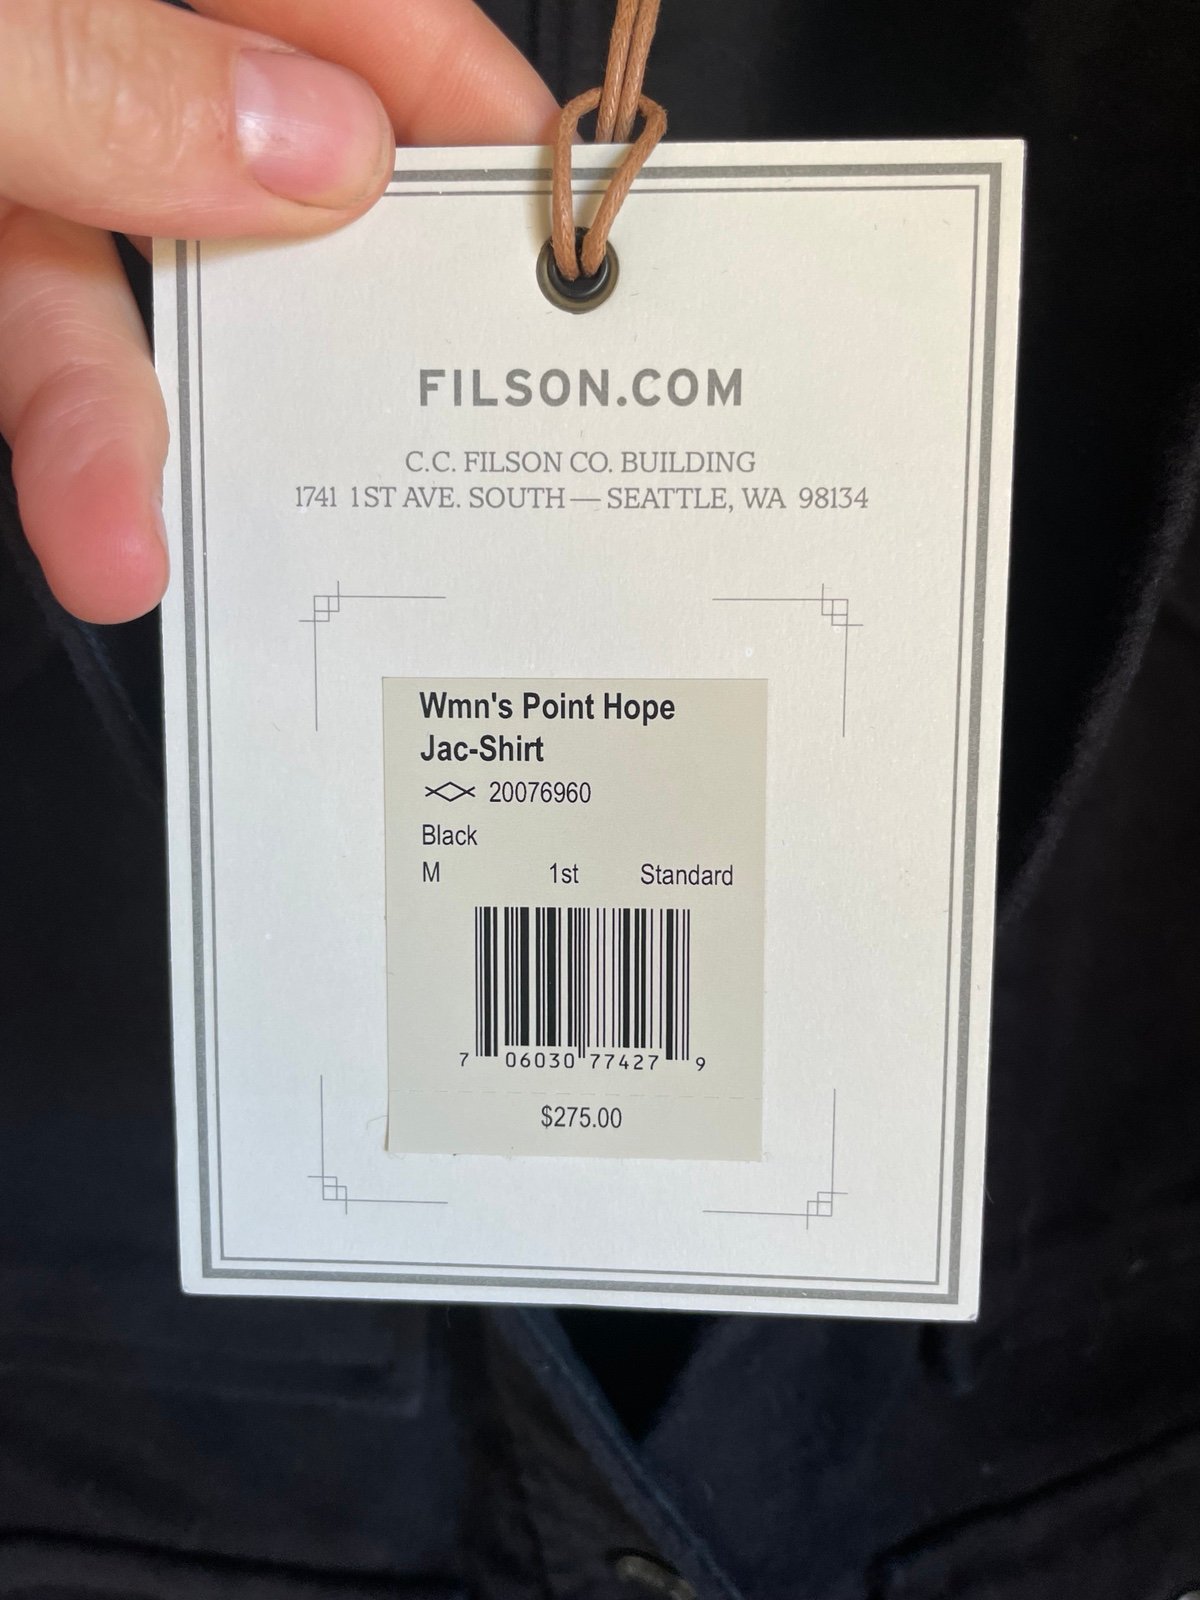 FILSON.COM
C.C. FILSON CO. BUILDING
1741 1ST AVE. SOUTH — SEATTLE, WA 98134
Wmn's Point Hope
Jac-Shirt
20076960
Black
M 1st Standard
7 06030 77427 9
$275.00